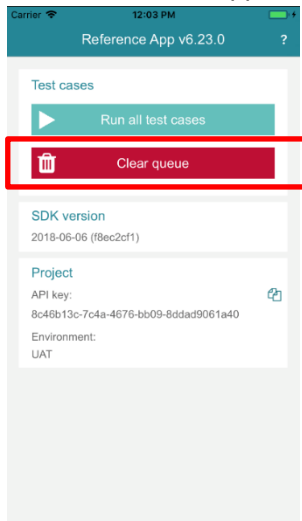 Carrier 12:03 PM
Reference App v6.23.0 ?
Test cases
Run all test cases
Clear queue
SDK version
2018-06-06 (f8ec2cf1)
Project
API key:
8c46b13c-7c4a-4676-bb09-8ddad9061a40
Environment:
UAT